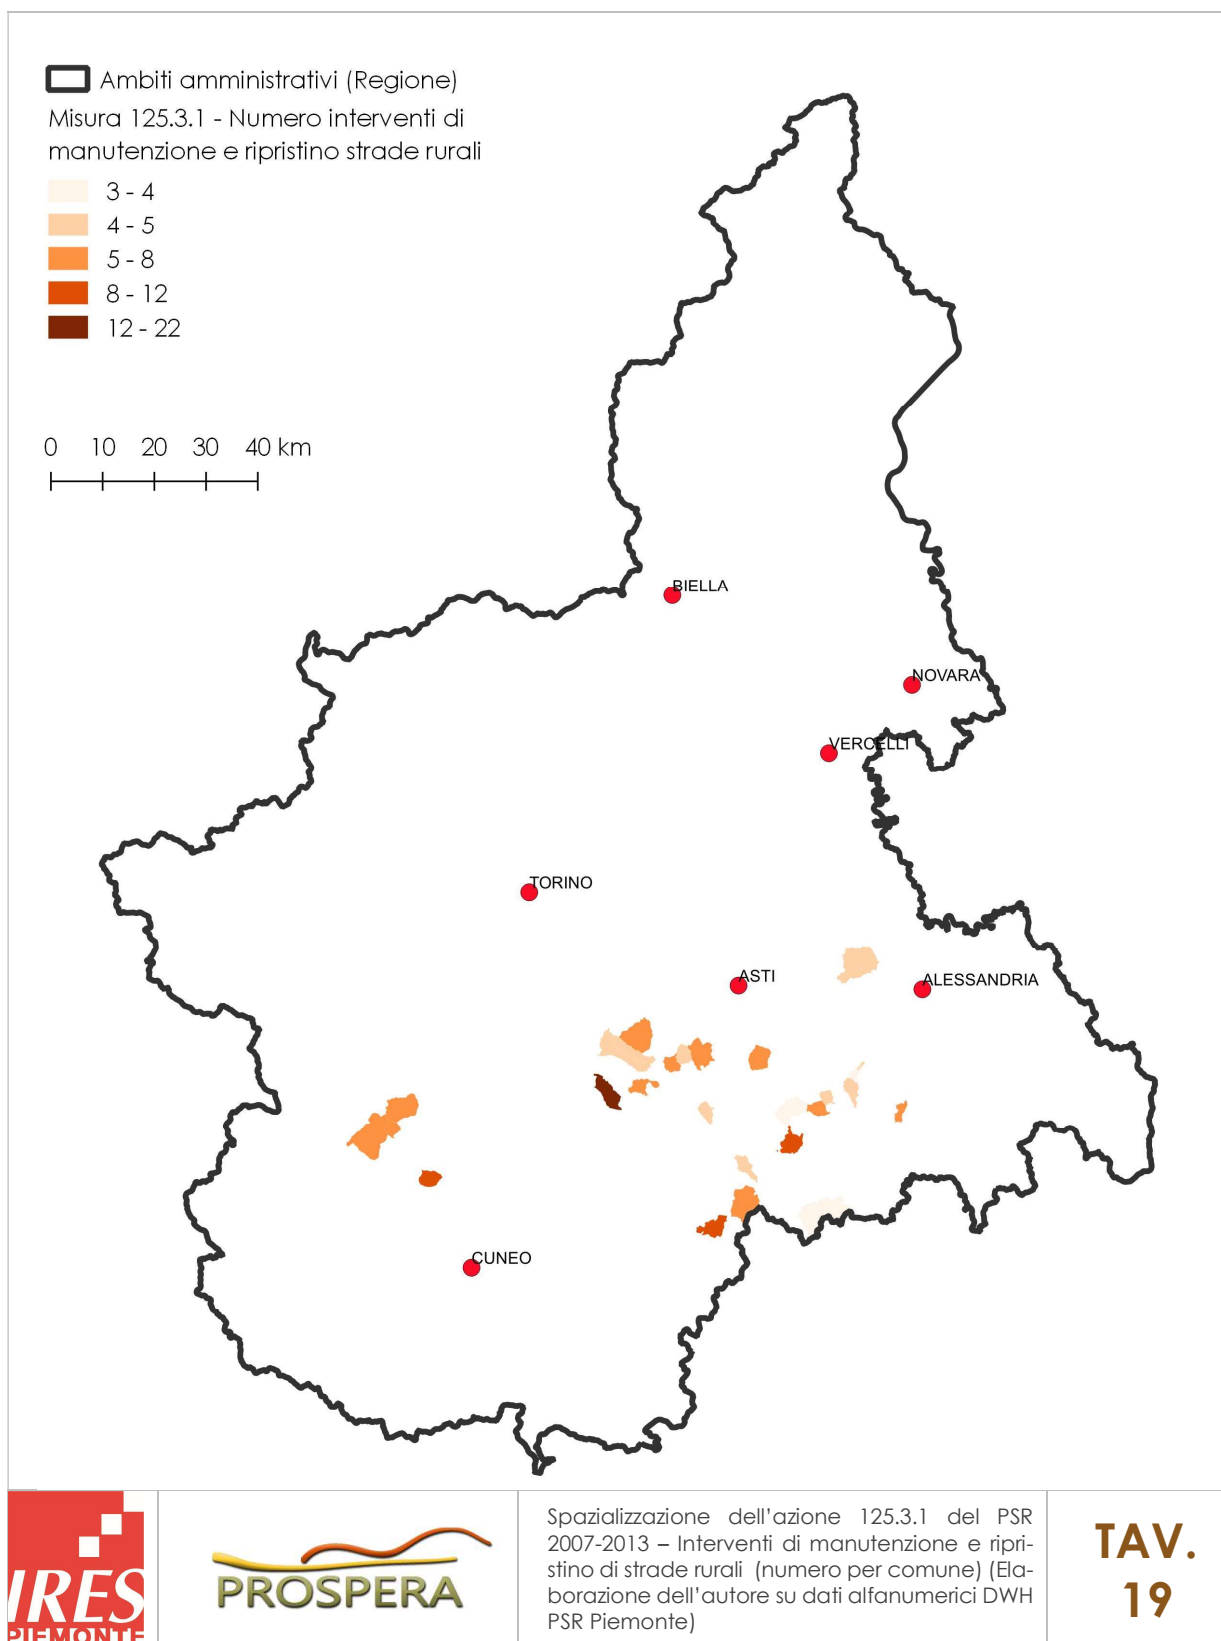 Ambiti amministrativi (Regione)
Misura 125.3.1 - Numero interventi di
manutenzione e ripristino strade rurali
3 - 4
4 - 5
5 - 8
8 - 12
12 - 22
0 10 20 30 40 km
BIELLA
NOVARA
VERCELLI
TORINO
ASTI
ALESSANDRIA
CUNEO
IRES
PIEMONTE
PROSPERA
Spazializzazione dell'azione 125.3.1 del PSR
2007-2013 – Interventi di manutenzione e ripri-
stino di strade rurali (numero per comune) (Ela-
borazione dell'autore su dati alfanumerici DWH
PSR Piemonte)
TAV.
19